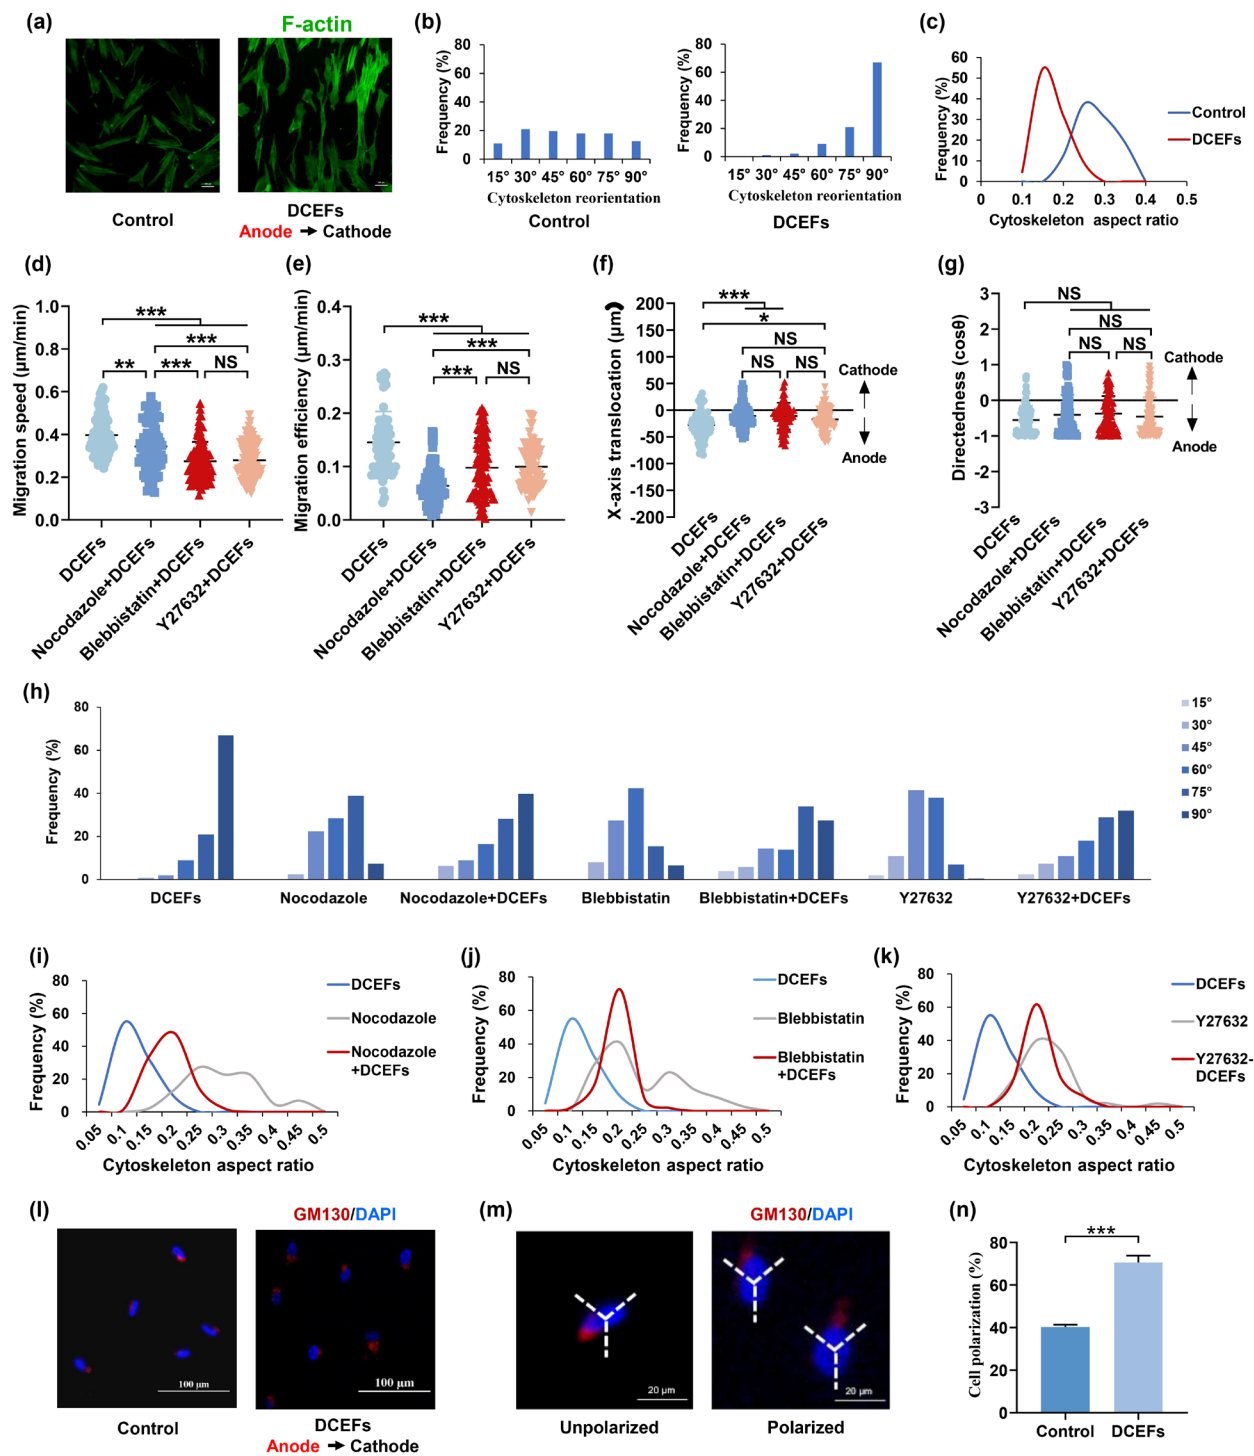 (a)
F-actin
Control
DCEFs
Anode → Cathode
(b)
Frequency (%)
80
60
40
20
0
15° 30° 45° 60° 75° 90°
Cytoskeleton reorientation
Control
Frequency (%)
80
60
40
20
0
15° 30° 45° 60° 75° 90°
Cytoskeleton reorientation
DCEFs
(c)
Frequency (%)
60
50
40
30
20
10
0
0 0.1 0.2 0.3 0.4 0.5
Cytoskeleton aspect ratio
Control
DCEFs
(d)
Migration speed (μm/min)
1.0
0.8
0.6
0.4
0.2
0.0
***
***
** *** NS
DCEFs
Nocodazole+DCEFs
Blebbistatin+DCEFs
Y27632+DCEFs
(e)
Migration efficiency (μm/min)
0.4
0.3
0.2
0.1
0.0
***
***
*** NS
DCEFs
Nocodazole+DCEFs
Blebbistatin+DCEFs
Y27632+DCEFs
(f)
X-axis translocation (μm)
200
150
100
50
0
-50
-100
-150
-200
***
*
NS
NS NS
Cathode
Anode
DCEFs
Nocodazole+DCEFs
Blebbistatin+DCEFs
Y27632+DCEFs
(g)
Directedness (cosθ)
3
2
1
0
-1
-2
-3
NS
NS
NS NS
Cathode
Anode
DCEFs
Nocodazole+DCEFs
Blebbistatin+DCEFs
Y27632+DCEFs
(h)
Frequency (%)
80
60
40
20
0
DCEFs Nocodazole Nocodazole+DCEFs Blebbistatin Blebbistatin+DCEFs Y27632 Y27632+DCEFs
15°
30°
45°
60°
75°
90°
(i)
Frequency (%)
80
60
40
20
0
0.05 0.1 0.15 0.2 0.25 0.3 0.35 0.4 0.45 0.5
Cytoskeleton aspect ratio
DCEFs
Nocodazole
Nocodazole
+DCEFs
(j)
Frequency (%)
80
60
40
20
0
0.05 0.1 0.15 0.2 0.25 0.3 0.35 0.4 0.45 0.5
Cytoskeleton aspect ratio
DCEFs
Blebbistatin
Blebbistatin
+DCEFs
(k)
Frequency (%)
80
60
40
20
0
0.05 0.1 0.15 0.2 0.25 0.3 0.35 0.4 0.45 0.5
Cytoskeleton aspect ratio
DCEFs
Y27632
Y27632-
DCEFs
(l)
GM130/DAPI
100 μm
100 μm
Control
DCEFs
Anode → Cathode
(m)
GM130/DAPI
20 μm
20 μm
Unpolarized
Polarized
(n)
Cell polarization (%)
80
60
40
20
0
***
Control DCEFs